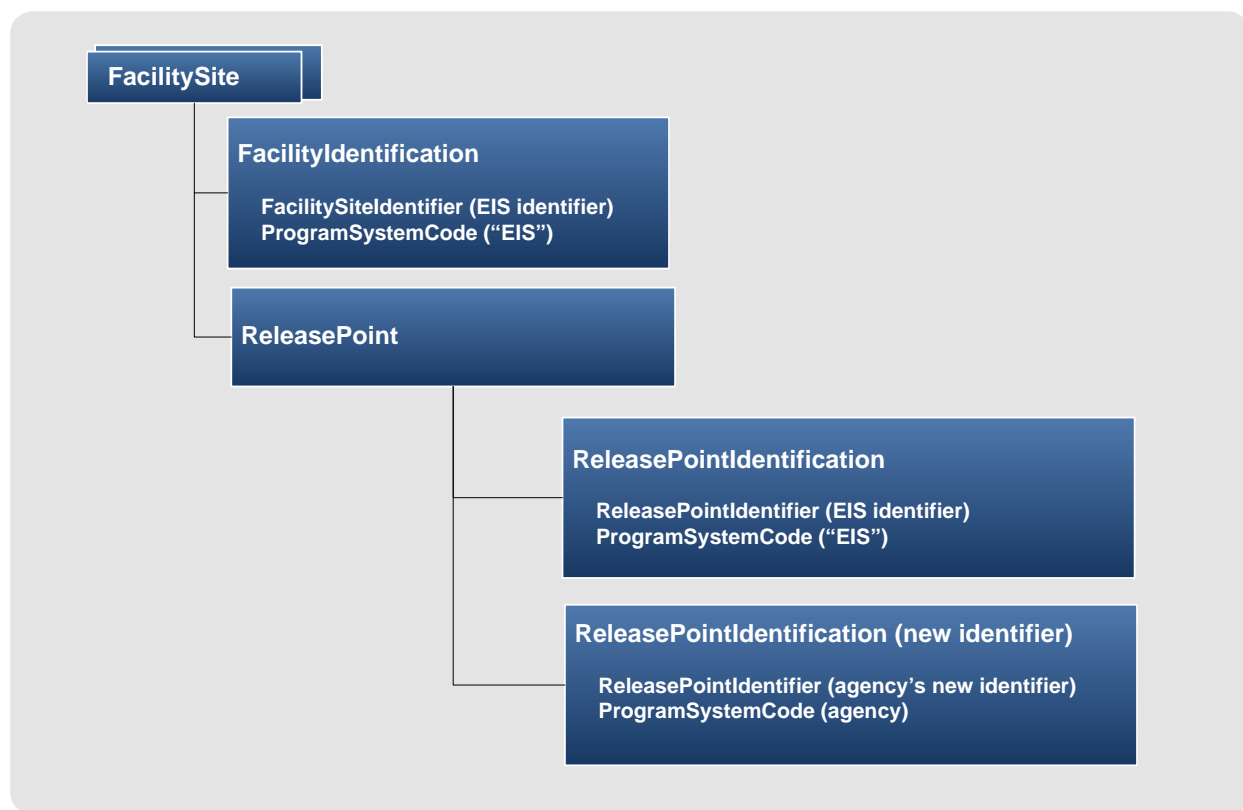 FacilitySite
FacilityIdentification
FacilitySiteIdentifier (EIS identifier)
ProgramSystemCode (“EIS”)
ReleasePoint
ReleasePointIdentification
ReleasePointIdentifier (EIS identifier)
ProgramSystemCode (“EIS”)
ReleasePointIdentification (new identifier)
ReleasePointIdentifier (agency’s new identifier)
ProgramSystemCode (agency)